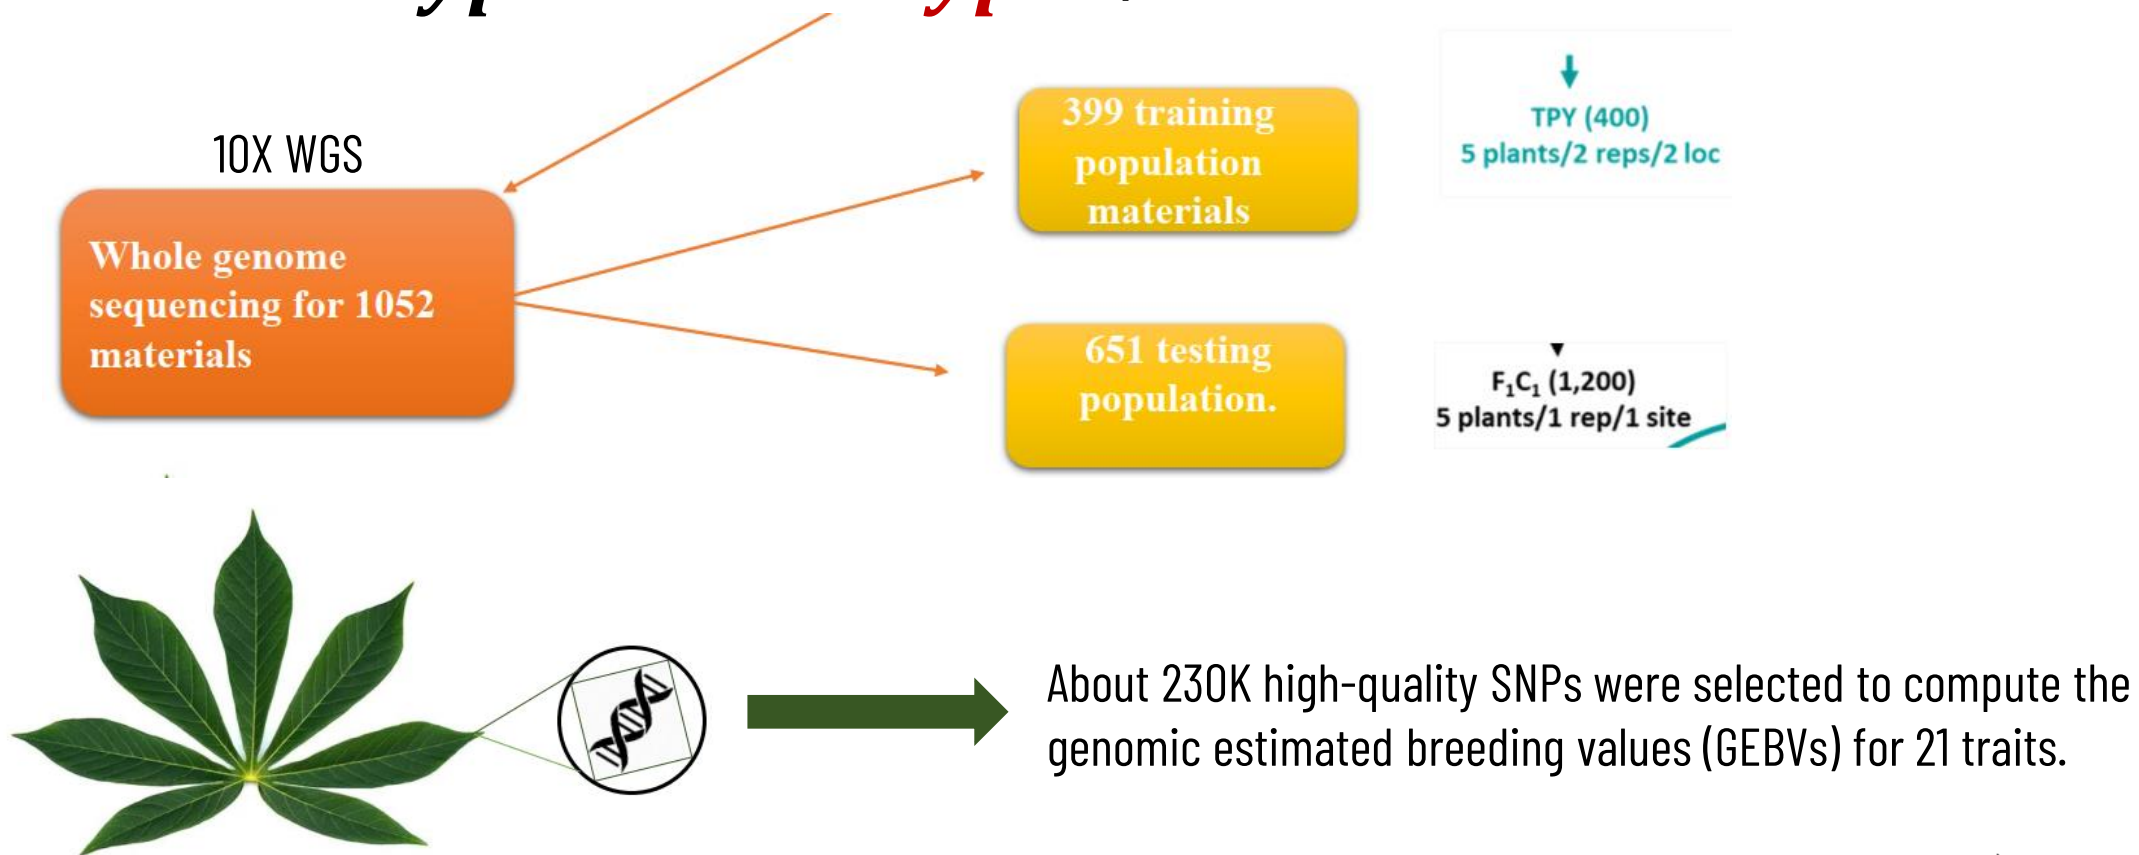 10X WGS
Whole genome
sequencing for 1052
materials
399 training
population
materials
TPY (400)
5 plants/2 reps/2 loc
651 testing
population.
F₁C₁ (1,200)
5 plants/1 rep/1 site
About 230K high-quality SNPs were selected to compute the
genomic estimated breeding values (GEBVs) for 21 traits.